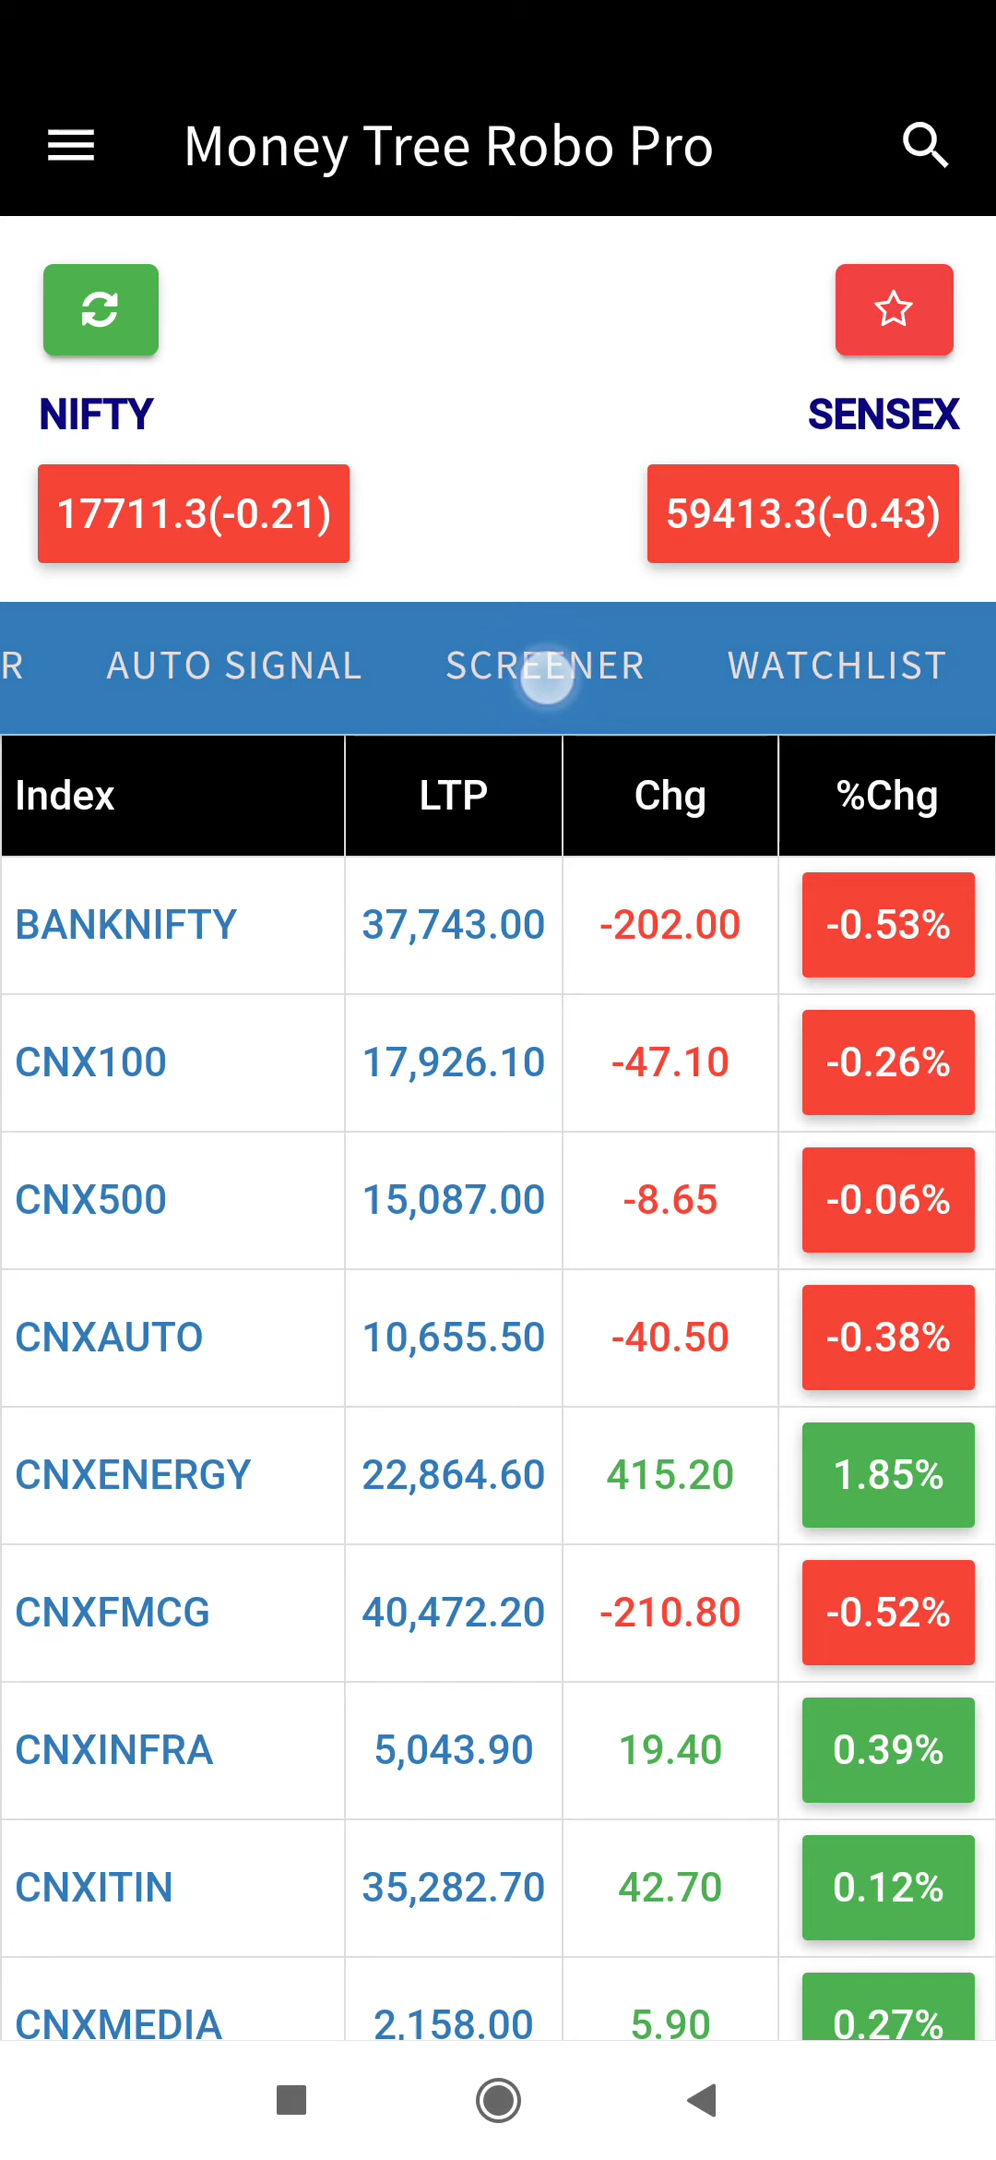 Money Tree Robo Pro
NIFTY SENSEX
17711.3(-0.21) 59413.3(-0.43)
R AUTO SIGNAL SCREENER WATCHLIST
Index LTP Chg %Chg
BANKNIFTY 37,743.00 -202.00 -0.53%
CNX100 17,926.10 -47.10 -0.26%
CNX500 15,087.00 -8.65 -0.06%
CNXAUTO 10,655.50 -40.50 -0.38%
CNXENERGY 22,864.60 415.20 1.85%
CNXFMCG 40,472.20 -210.80 -0.52%
CNXINFRA 5,043.90 19.40 0.39%
CNXITIN 35,282.70 42.70 0.12%
CNXMEDIA 2,158.00 5.90 0.27%